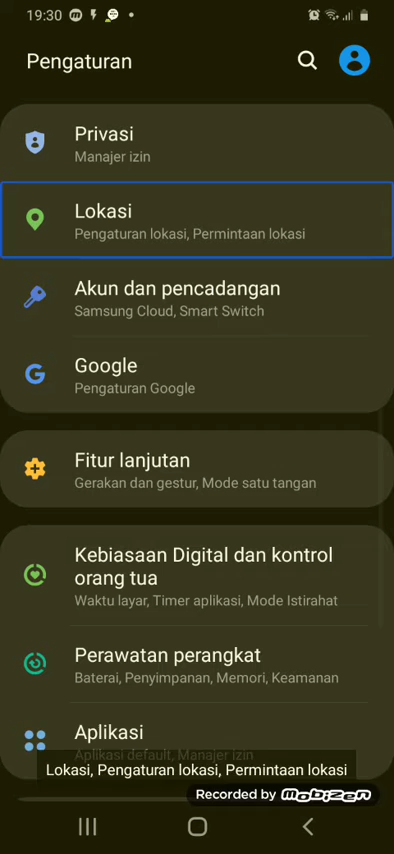 19:30
Pengaturan
Privasi
Manajer izin
Lokasi
Pengaturan lokasi, Permintaan lokasi
Akun dan pencadangan
Samsung Cloud, Smart Switch
Google
Pengaturan Google
Fitur lanjutan
Gerakan dan gestur, Mode satu tangan
Kebiasaan Digital dan kontrol
orang tua
Waktu layar, Timer aplikasi, Mode Istirahat
Perawatan perangkat
Baterai, Penyimpanan, Memori, Keamanan
Aplikasi
Aplikasi default, Manajer izin
Lokasi, Pengaturan lokasi, Permintaan lokasi
Recorded by mobizen